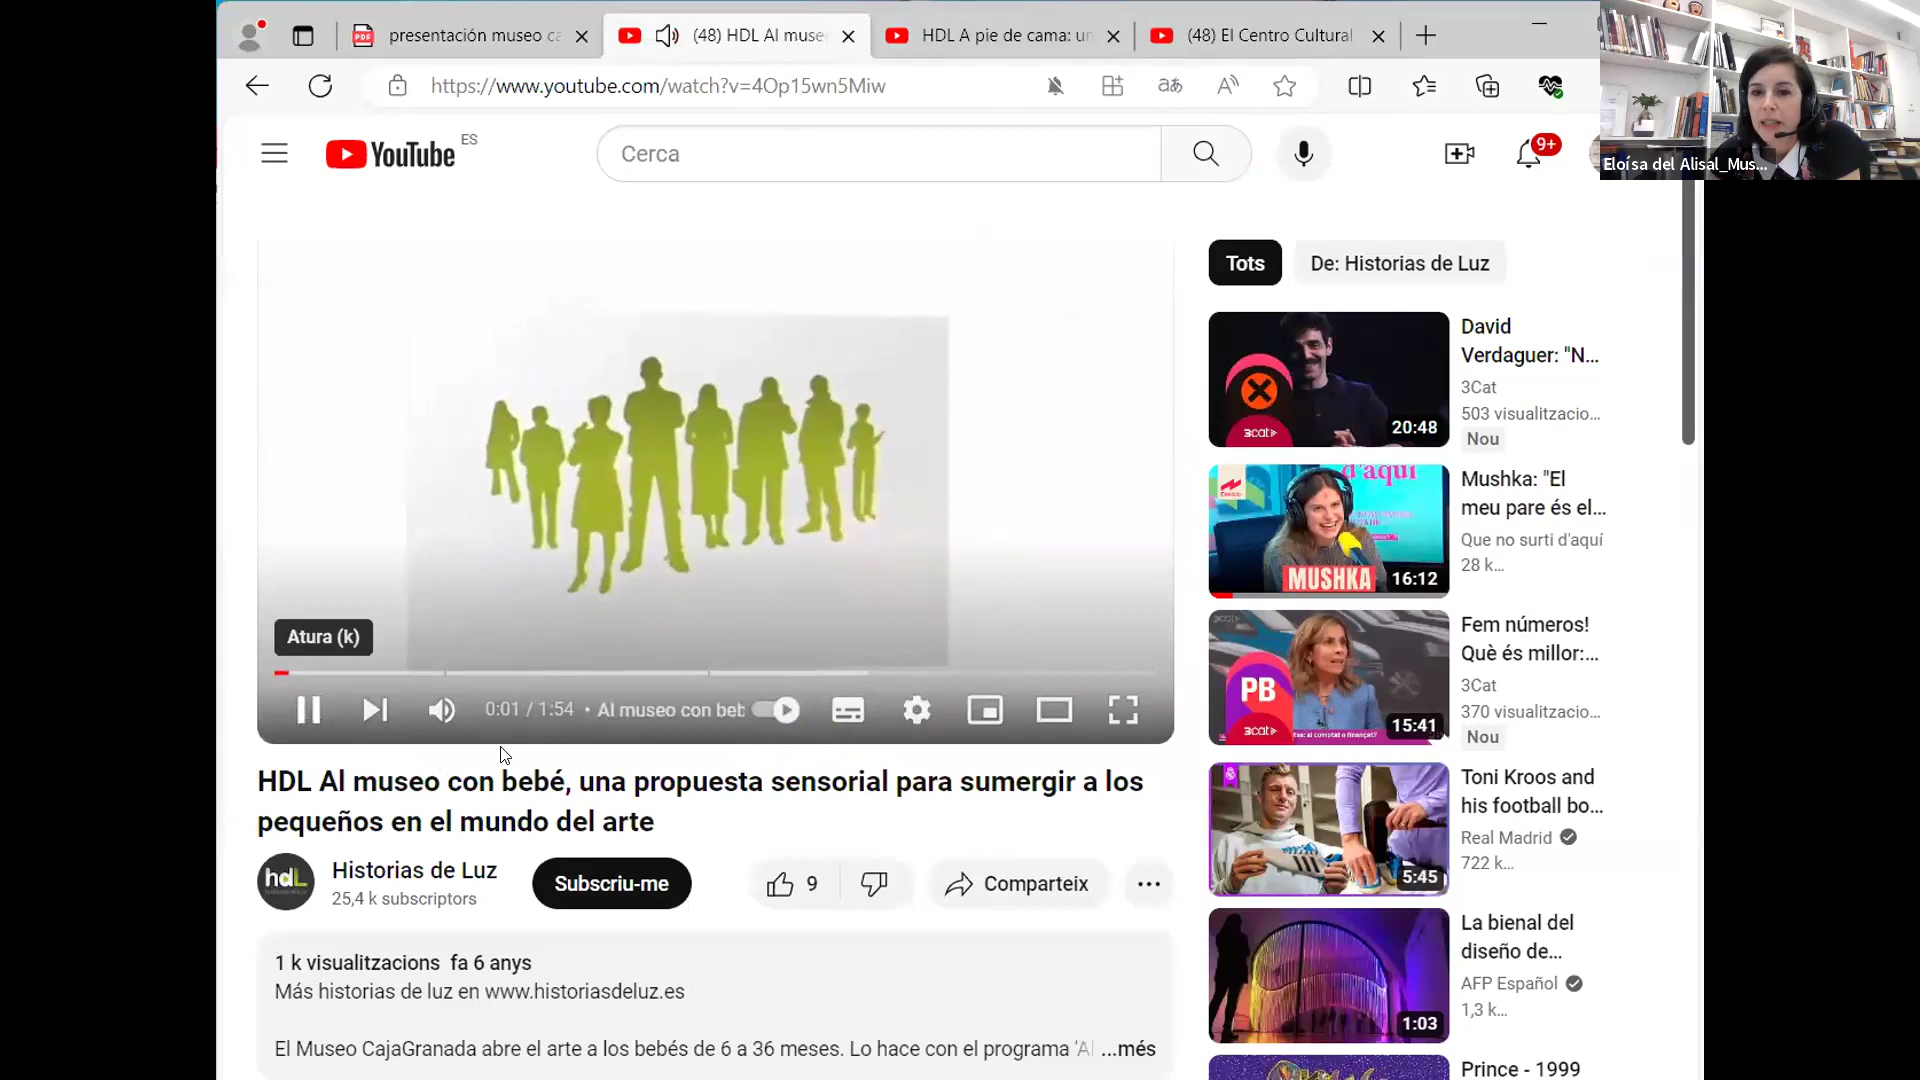 presentación museo ca
(48) HDL Al museo
HDL A pie de cama: un
(48) El Centro Cultural
https://www.youtube.com/watch?v=4Op15wn5Miw
Eloísa del Alisal_Mus...
YouTube ES
Cerca
9+
Tots
De: Historias de Luz
Atura (k)
0:01 / 1:54 • Al museo con beb
HDL Al museo con bebé, una propuesta sensorial para sumergir a los
pequeños en el mundo del arte
hdL
Historias de Luz
25,4 k subscriptors
Subscriu-me
9
Comparteix
1 k visualitzacions fa 6 anys
Más historias de luz en www.historiasdeluz.es
El Museo CajaGranada abre el arte a los bebés de 6 a 36 meses. Lo hace con el programa 'Al ...més
3cat
20:48
David
Verdaguer: "N...
3Cat
503 visualitzacio...
Nou
d'aquí
MUSHKA
16:12
Mushka: "El
meu pare és el...
Que no surti d'aquí
28 k...
PB
3cat
15:41
Fem números!
Què és millor:...
3Cat
370 visualitzacio...
Nou
5:45
Toni Kroos and
his football bo...
Real Madrid
722 k...
1:03
La bienal del
diseño de...
AFP Español
1,3 k...
Prince - 1999